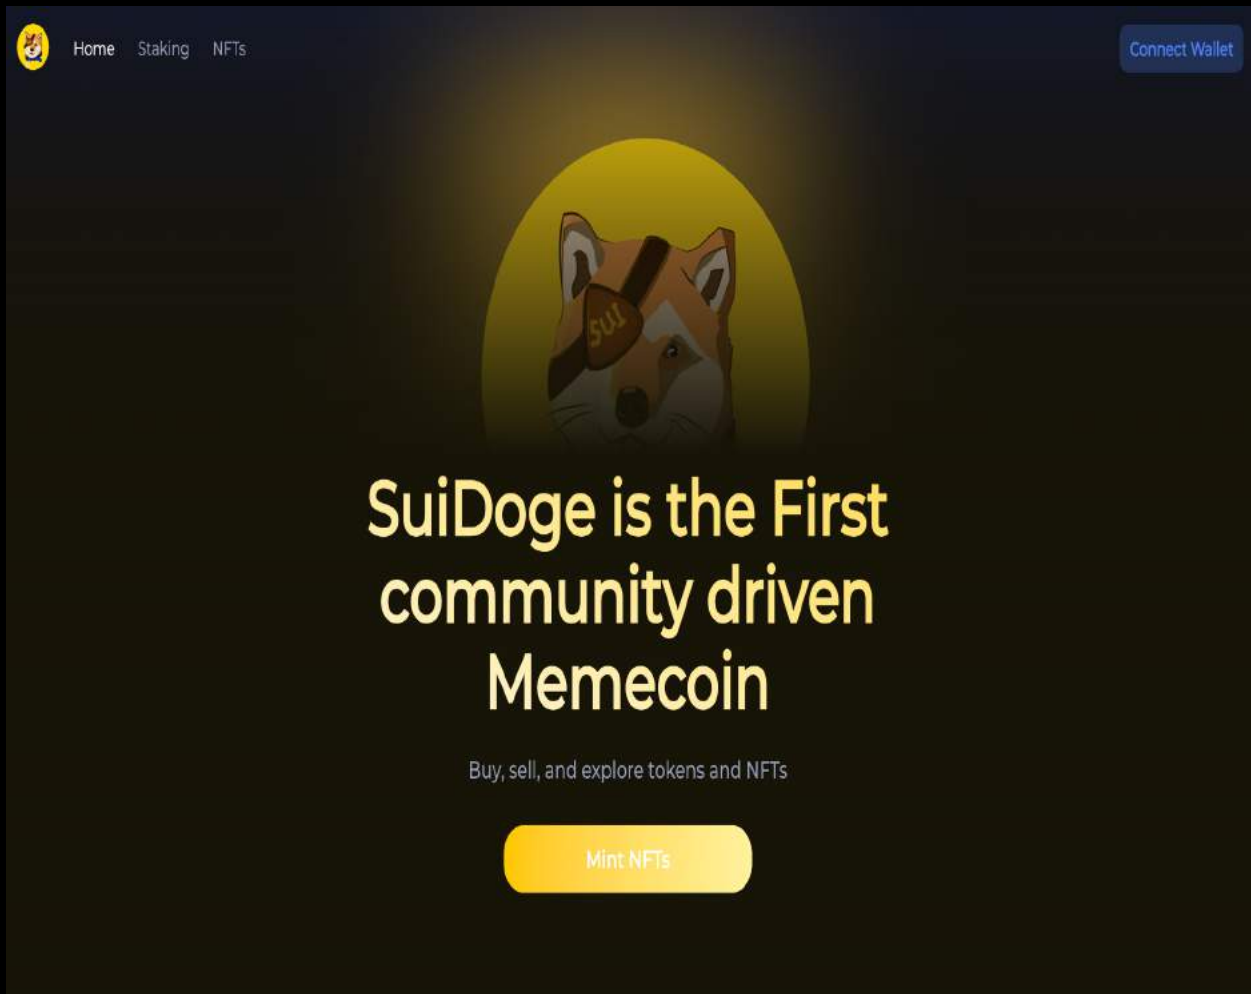 Home Staking NFTs Connect Wallet
SUI
SuiDoge is the First
community driven
Memecoin
Buy, sell, and explore tokens and NFTs
Mint NFTs